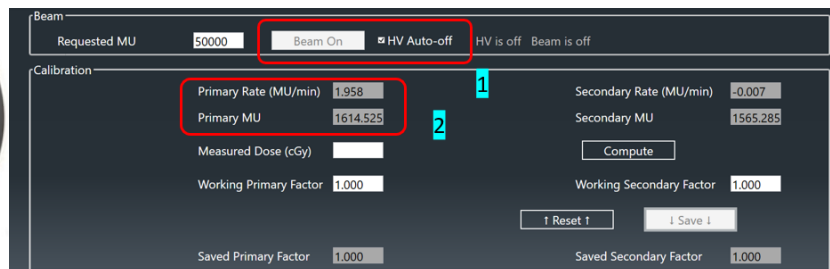 Beam
Requested MU 50000 Beam On HV Auto-off HV is off Beam is off
Calibration
1
Primary Rate (MU/min) 1.958 Secondary Rate (MU/min) -0.007
Primary MU 1614.525 2 Secondary MU 1565.285
Measured Dose (cGy) Compute
Working Primary Factor 1.000 Working Secondary Factor 1.000
↑ Reset ↑ ↓ Save ↓
Saved Primary Factor 1.000 Saved Secondary Factor 1.000